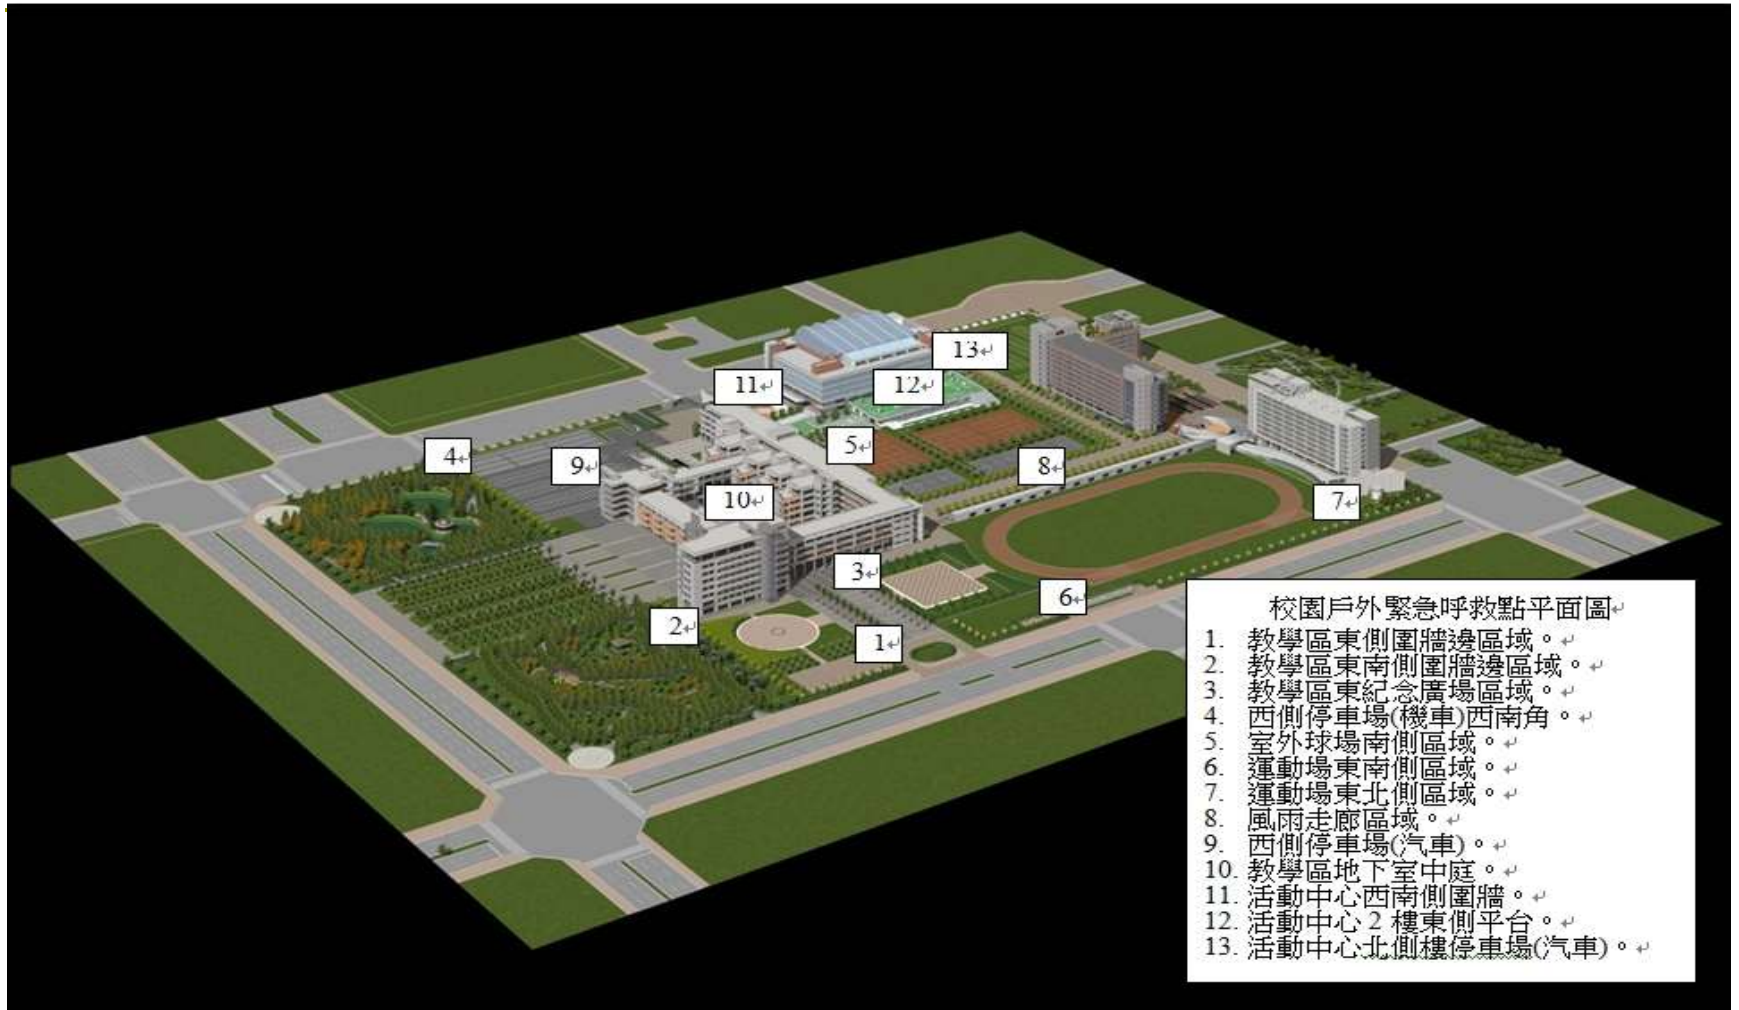 13
11
12
4
9
5
8
10
7
3
6
2
1
校園戶外緊急呼救點平面圖
1. 教學區東側圍牆邊區域。
2. 教學區東南側圍牆邊區域。
3. 教學區東紀念廣場區域。
4. 西側停車場(機車)西南角。
5. 室外球場南側區域。
6. 運動場東南側區域。
7. 運動場東北側區域。
8. 風雨走廊區域。
9. 西側停車場(汽車)。
10. 教學區地下室中庭。
11. 活動中心西南側圍牆。
12. 活動中心 2 樓東側平台。
13. 活動中心北側樓停車場(汽車)。